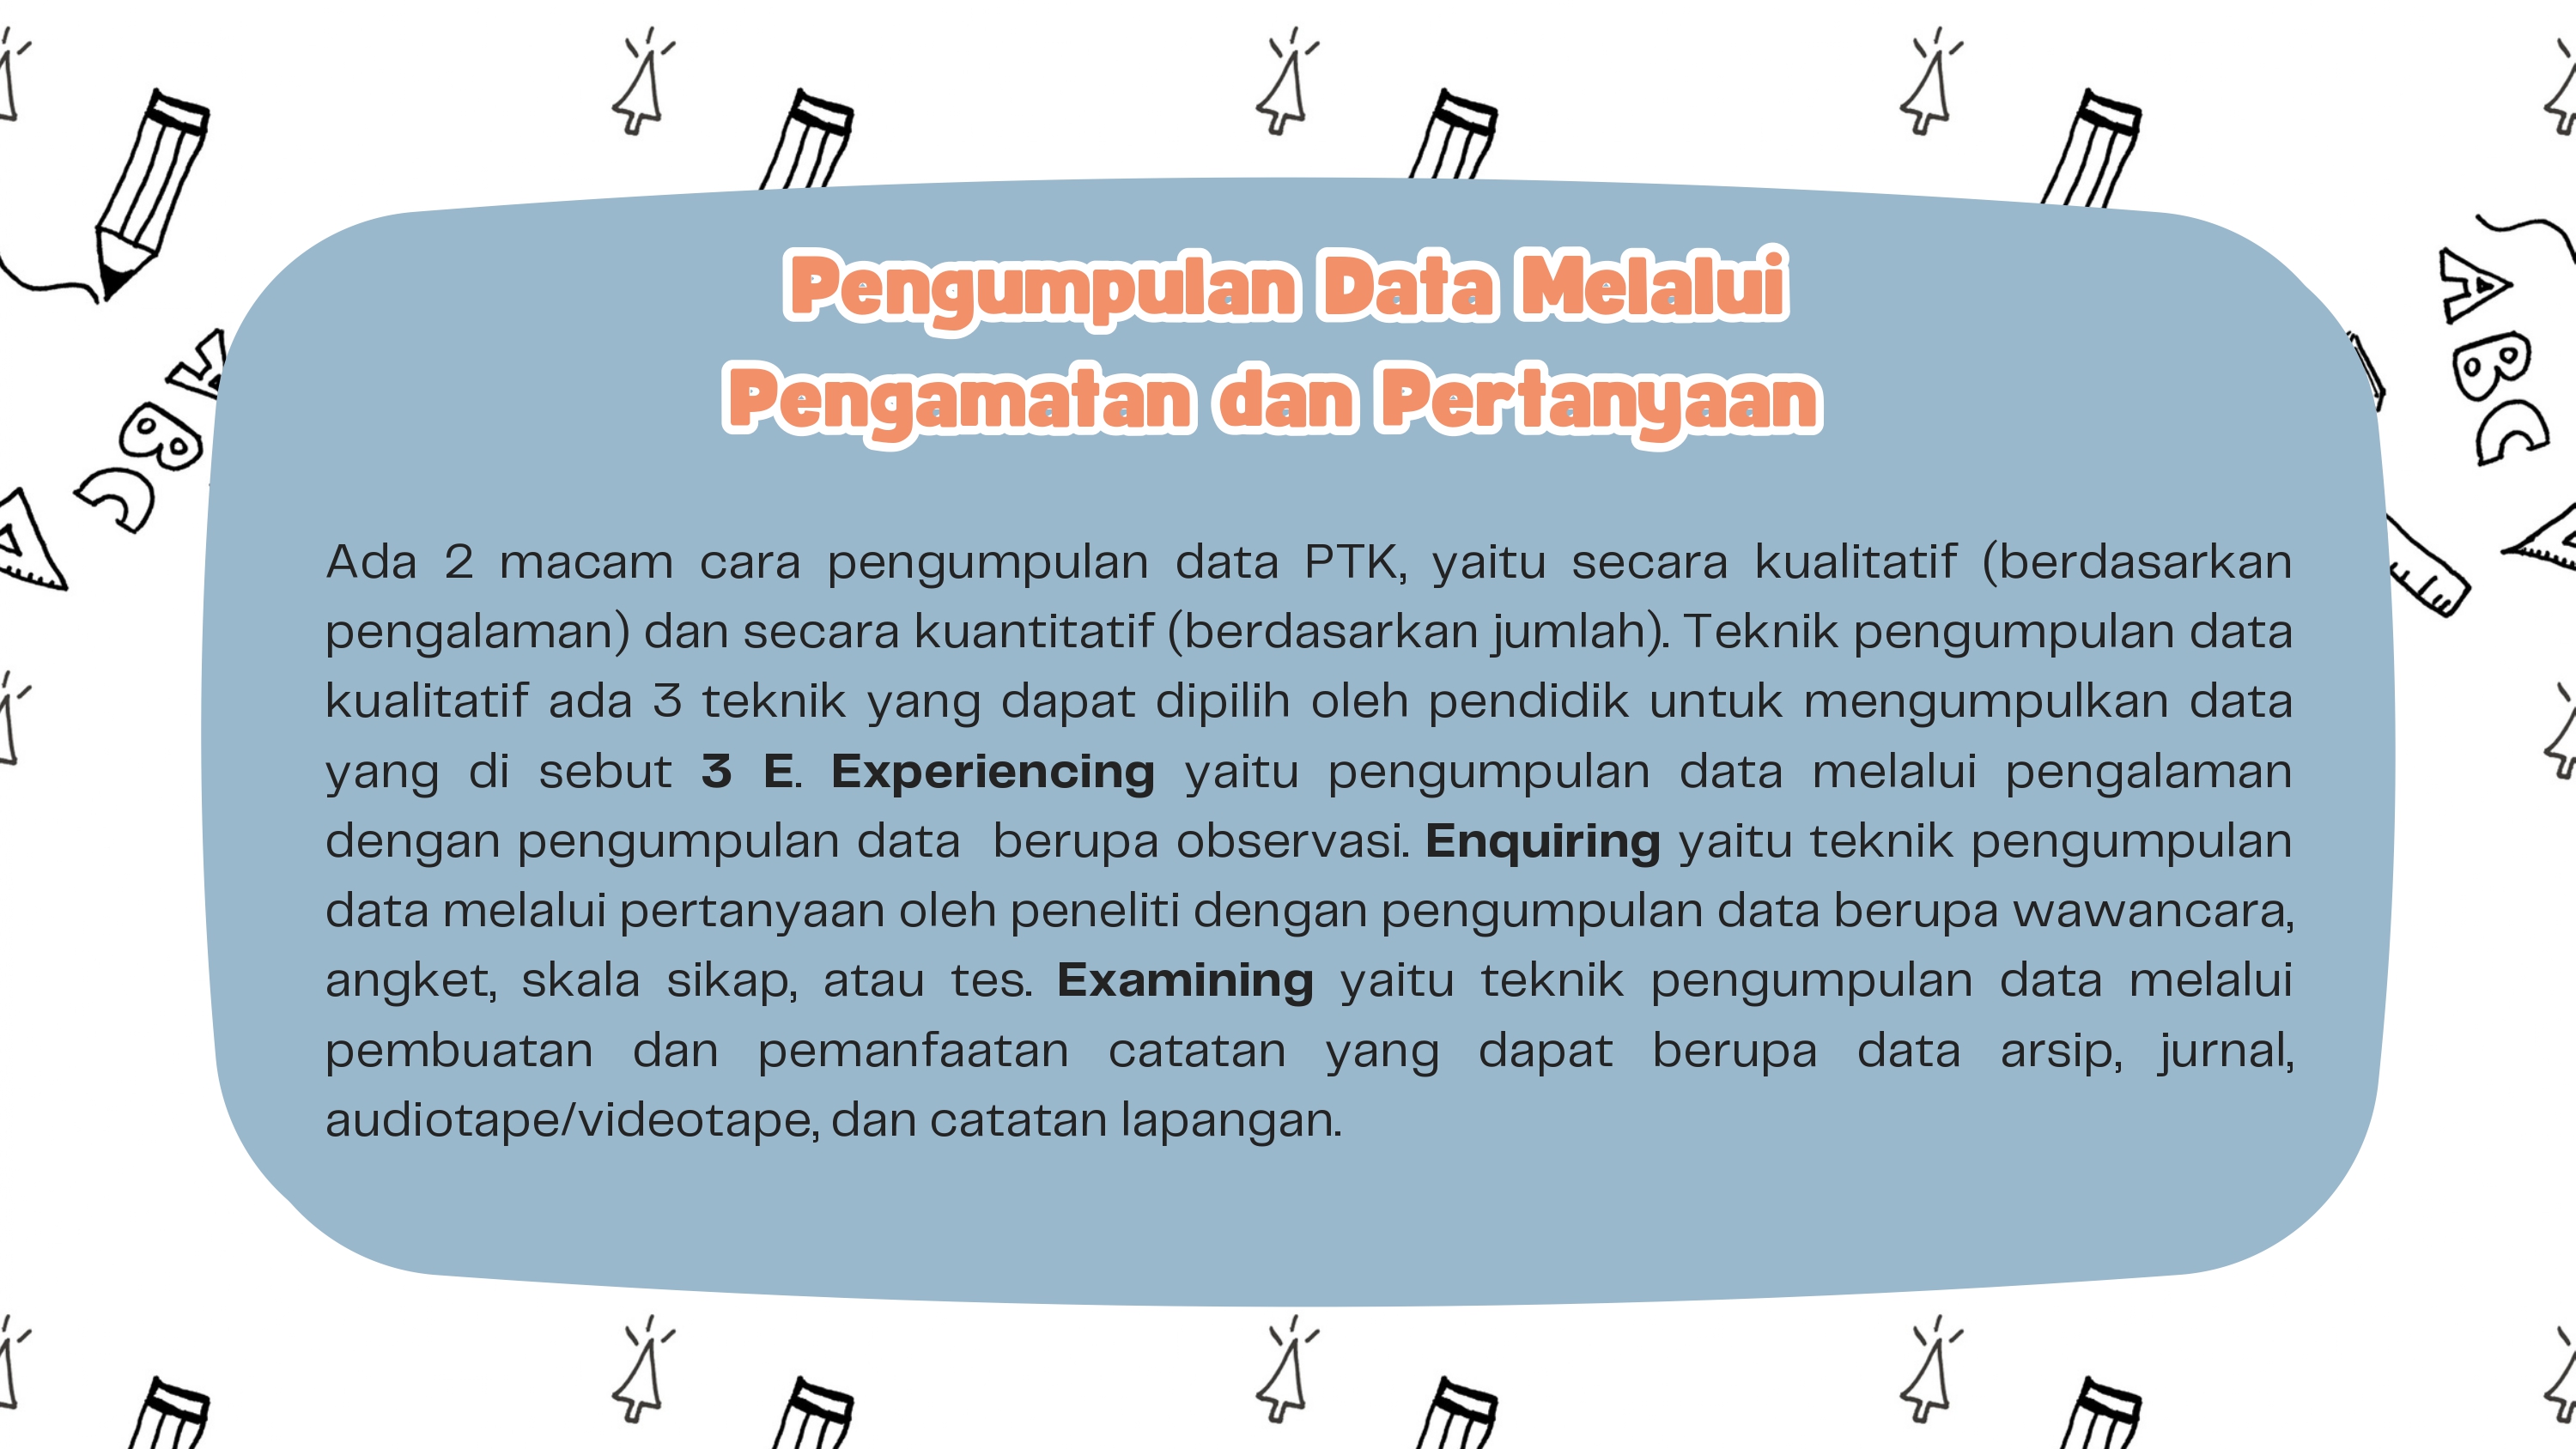 Pengumpulan Data Melalui
Pengamatan dan Pertanyaan
Ada 2 macam cara pengumpulan data PTK, yaitu secara kualitatif (berdasarkan
pengalaman) dan secara kuantitatif (berdasarkan jumlah). Teknik pengumpulan data
kualitatif ada 3 teknik yang dapat dipilih oleh pendidik untuk mengumpulkan data
yang di sebut 3 E. Experiencing yaitu pengumpulan data melalui pengalaman
dengan pengumpulan data  berupa observasi. Enquiring yaitu teknik pengumpulan
data melalui pertanyaan oleh peneliti dengan pengumpulan data berupa wawancara,
angket, skala sikap, atau tes. Examining yaitu teknik pengumpulan data melalui
pembuatan dan pemanfaatan catatan yang dapat berupa data arsip, jurnal,
audiotape/videotape, dan catatan lapangan.
ABC
ABC